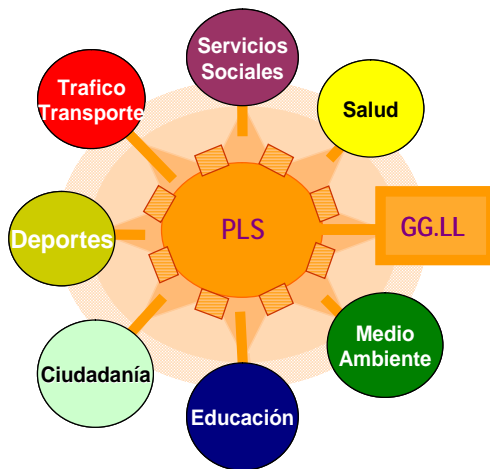 Servicios
Sociales
Trafico
Transporte
Salud
PLS
GG.LL
Deportes
Medio
Ambiente
Ciudadanía
Educación